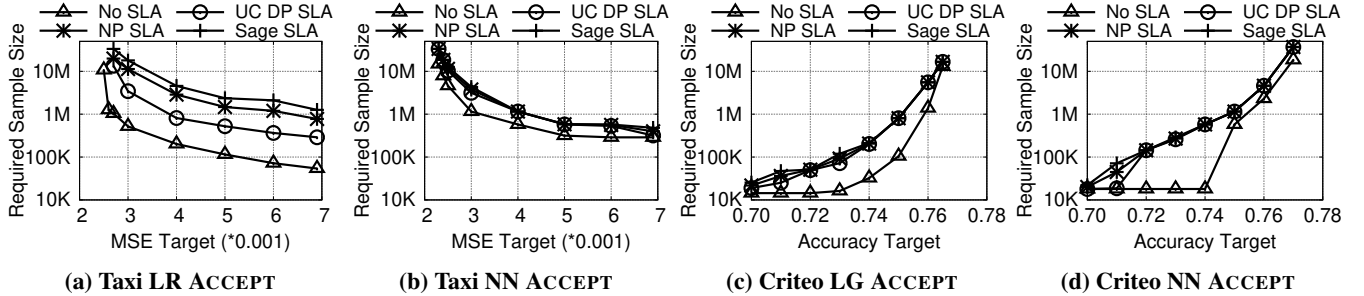 No SLA UC DP SLA
NP SLA Sage SLA
Required Sample Size
10M
1M
100K
10K
2 3 4 5 6 7
MSE Target (*0.001)
(a) Taxi LR ACCEPT
No SLA UC DP SLA
NP SLA Sage SLA
Required Sample Size
10M
1M
100K
10K
2 3 4 5 6 7
MSE Target (*0.001)
(b) Taxi NN ACCEPT
No SLA UC DP SLA
NP SLA Sage SLA
Required Sample Size
10M
1M
100K
10K
0.70 0.72 0.74 0.76 0.78
Accuracy Target
(c) Criteo LG ACCEPT
No SLA UC DP SLA
NP SLA Sage SLA
Required Sample Size
10M
1M
100K
10K
0.70 0.72 0.74 0.76 0.78
Accuracy Target
(d) Criteo NN ACCEPT